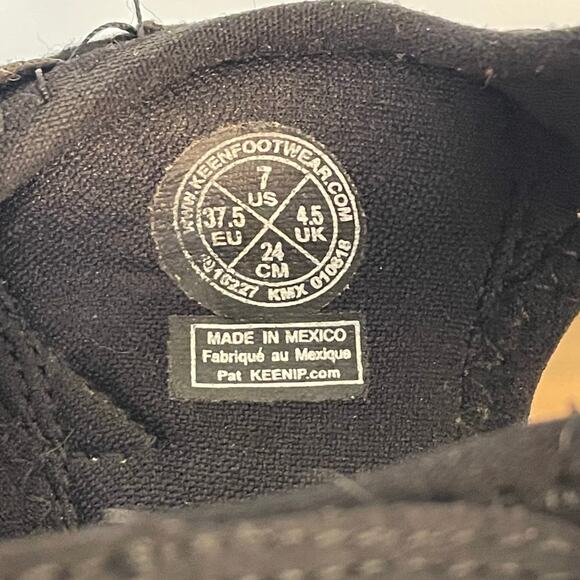 WWW.KEENFOOTWEAR.COM
7
US
37.5
EU
4.5
UK
24
CM
KMX 010818
MADE IN MEXICO
Fabriqué au Mexique
Pat KEENIP.com